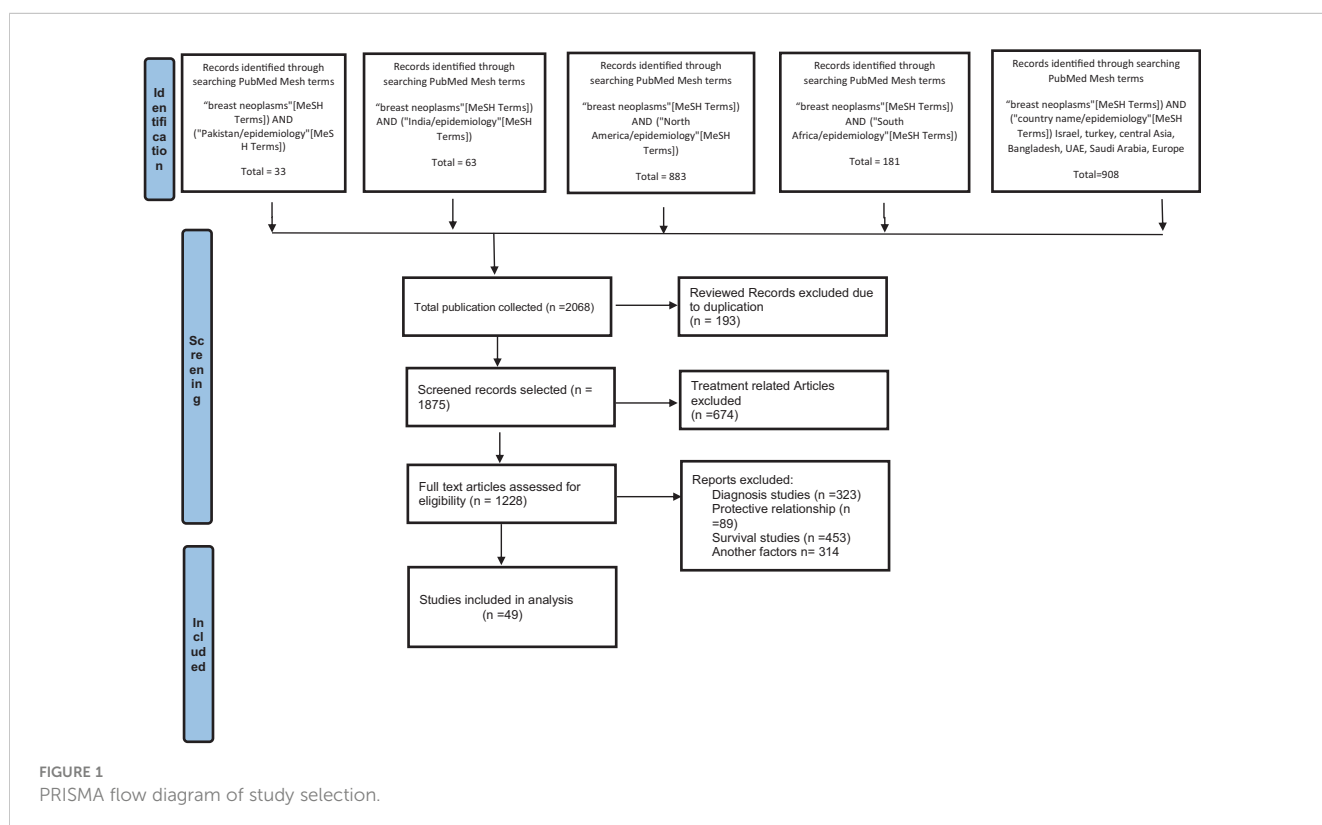 Id
en
tifi
ca
tio
n
Records identified through
searching PubMed Mesh terms
“breast neoplasms"[MeSH
Terms]) AND
("Pakistan/epidemiology"[MeS
H Terms])
Total = 33
Records identified through
searching PubMed Mesh terms
"breast neoplasms"[MeSH Terms])
AND ("India/epidemiology"[MeSH
Terms])
Total = 63
Records identified through
searching PubMed Mesh terms
“breast neoplasms"[MeSH Terms])
AND ("North
America/epidemiology"[MeSH
Terms])
Total = 883
Records identified through
searching PubMed Mesh terms
“breast neoplasms"[MeSH Terms])
AND ("South
Africa/epidemiology"[MeSH
Terms])
Total = 181
Records identified through searching
PubMed Mesh terms
“breast neoplasms"[MeSH Terms]) AND
("country name/epidemiology"[MeSH
Terms]) Israel, turkey, central Asia,
Bangladesh, UAE, Saudi Arabia, Europe
Total=908
Sc
re
en
in
g
Total publication collected (n =2068)
Reviewed Records excluded due
to duplication
(n = 193)
Screened records selected (n =
1875)
Treatment related Articles
excluded
(n =674)
Full text articles assessed for
eligibility (n = 1228)
Reports excluded:
Diagnosis studies (n =323)
Protective relationship (n
=89)
Survival studies (n =453)
Another factors n= 314
In
cl
ud
ed
Studies included in analysis
(n =49)
FIGURE 1
PRISMA flow diagram of study selection.